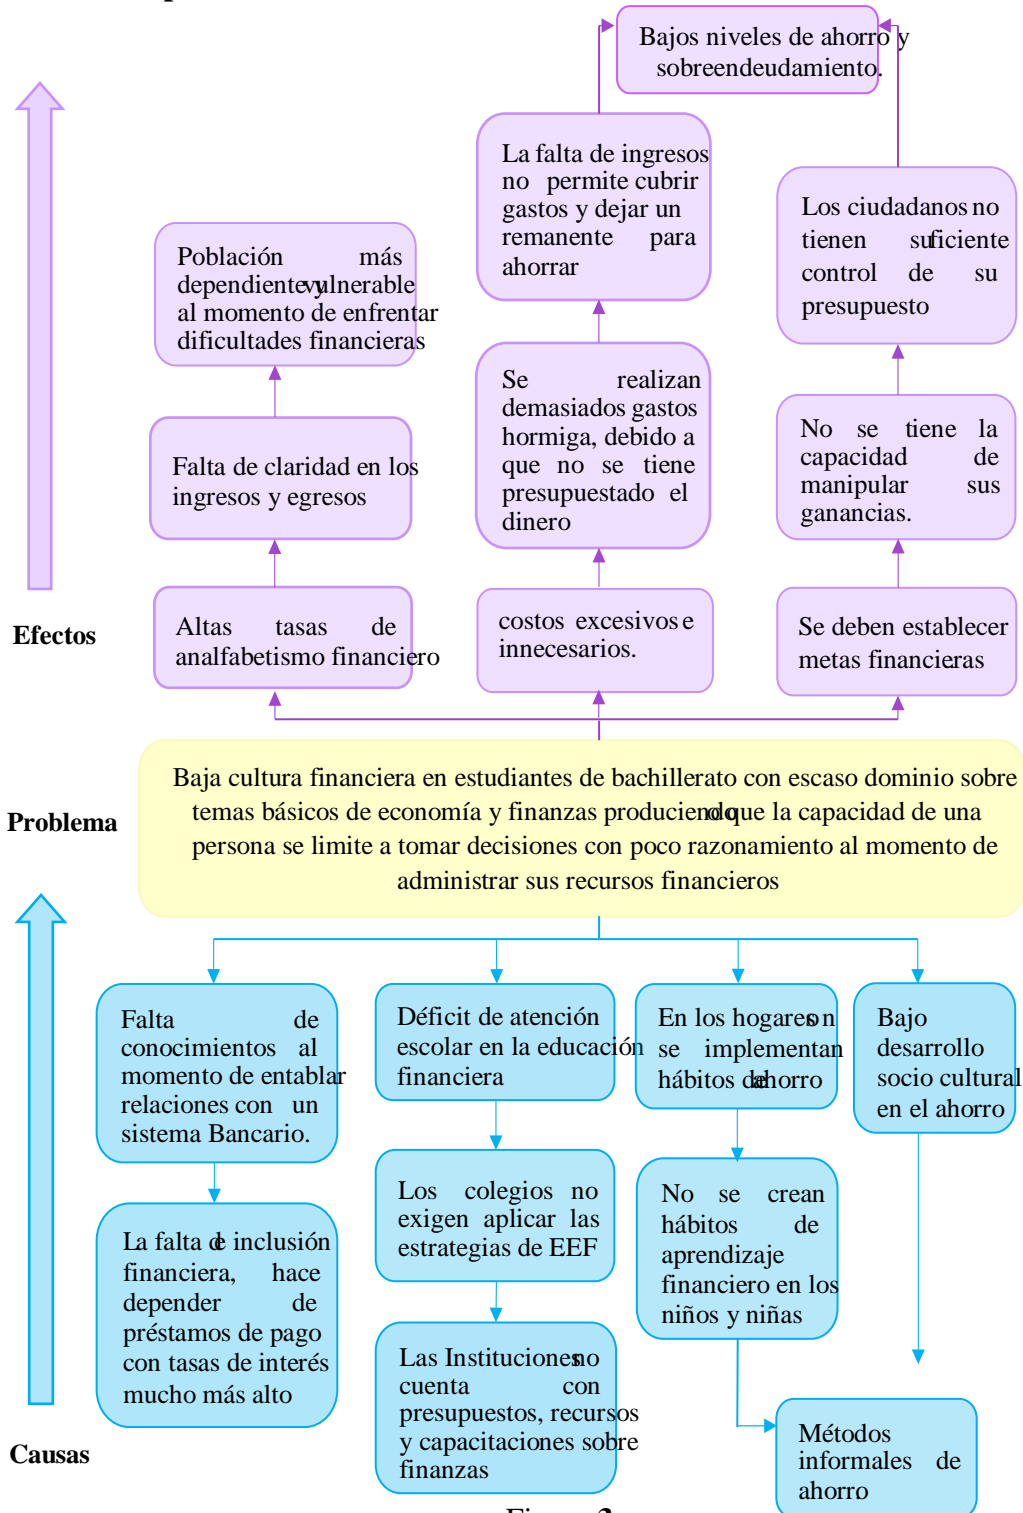 Bajos niveles de ahorro y
sobreendeudamiento.
La falta de ingresos
no permite cubrir
gastos y dejar un
remanente para
ahorrar
Los ciudadanos no
tienen suficiente
control de su
presupuesto
Población más
dependiente y vulnerable
al momento de enfrentar
dificultades financieras
Se realizan
demasiados gastos
hormiga, debido a
que no se tiene
presupuestado el
dinero
No se tiene la
capacidad de
manipular sus
ganancias.
Falta de claridad en los
ingresos y egresos
Efectos
Altas tasas de
analfabetismo financiero
costos excesivos e
innecesarios.
Se deben establecer
metas financieras
Problema
Baja cultura financiera en estudiantes de bachillerato con escaso dominio sobre
temas básicos de economía y finanzas produciendo que la capacidad de una
persona se limite a tomar decisiones con poco razonamiento al momento de
administrar sus recursos financieros
Falta de
conocimientos al
momento de entablar
relaciones con un
sistema Bancario.
Déficit de atención
escolar en la educación
financiera
En los hogares no
se implementan
hábitos de ahorro
Bajo
desarrollo
socio cultural
en el ahorro
La falta de inclusión
financiera, hace
depender de
préstamos de pago
con tasas de interés
mucho más alto
Los colegios no
exigen aplicar las
estrategias de EEF
No se crean
hábitos de
aprendizaje
financiero en los
niños y niñas
Las Instituciones no
cuenta con
presupuestos, recursos
y capacitaciones sobre
finanzas
Métodos
informales de
ahorro
Causas